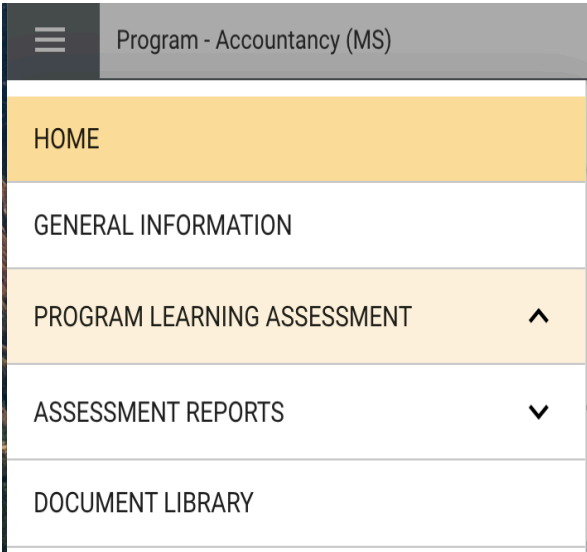 Program - Accountancy (MS)
HOME
GENERAL INFORMATION
PROGRAM LEARNING ASSESSMENT
ASSESSMENT REPORTS
DOCUMENT LIBRARY